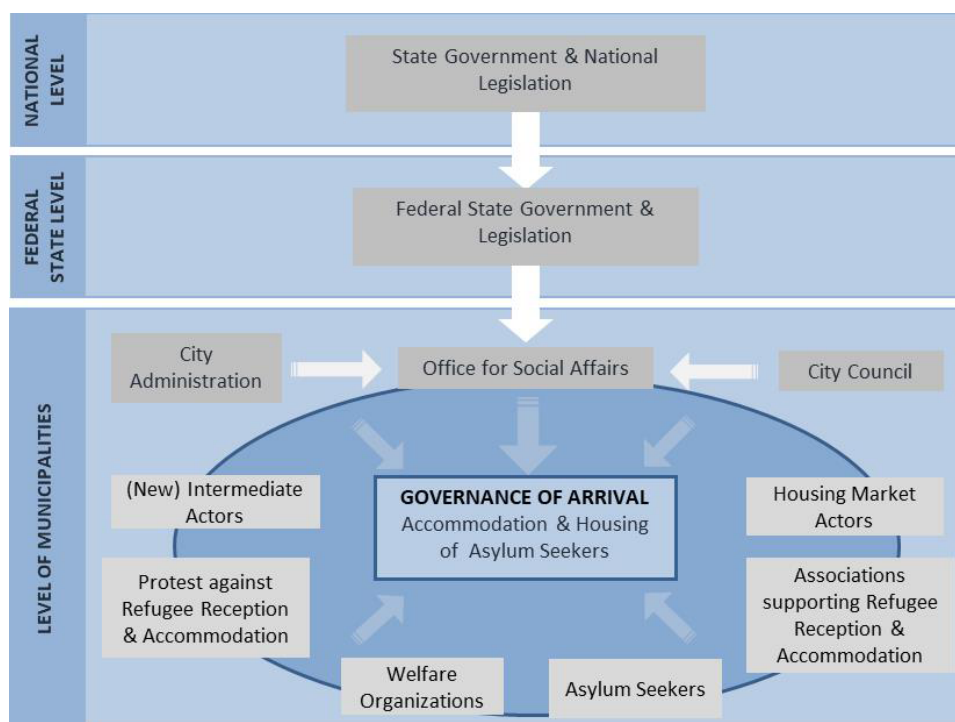 NATIONAL
LEVEL
State Government & National
Legislation
FEDERAL
STATE LEVEL
Federal State Government &
Legislation
LEVEL OF MUNICIPALITIES
City
Administration
Office for Social Affairs
City Council
(New) Intermediate
Actors
GOVERNANCE OF ARRIVAL
Accommodation & Housing
of Asylum Seekers
Housing Market
Actors
Protest against
Refugee Reception
& Accommodation
Associations
supporting Refugee
Reception &
Accommodation
Welfare
Organizations
Asylum Seekers